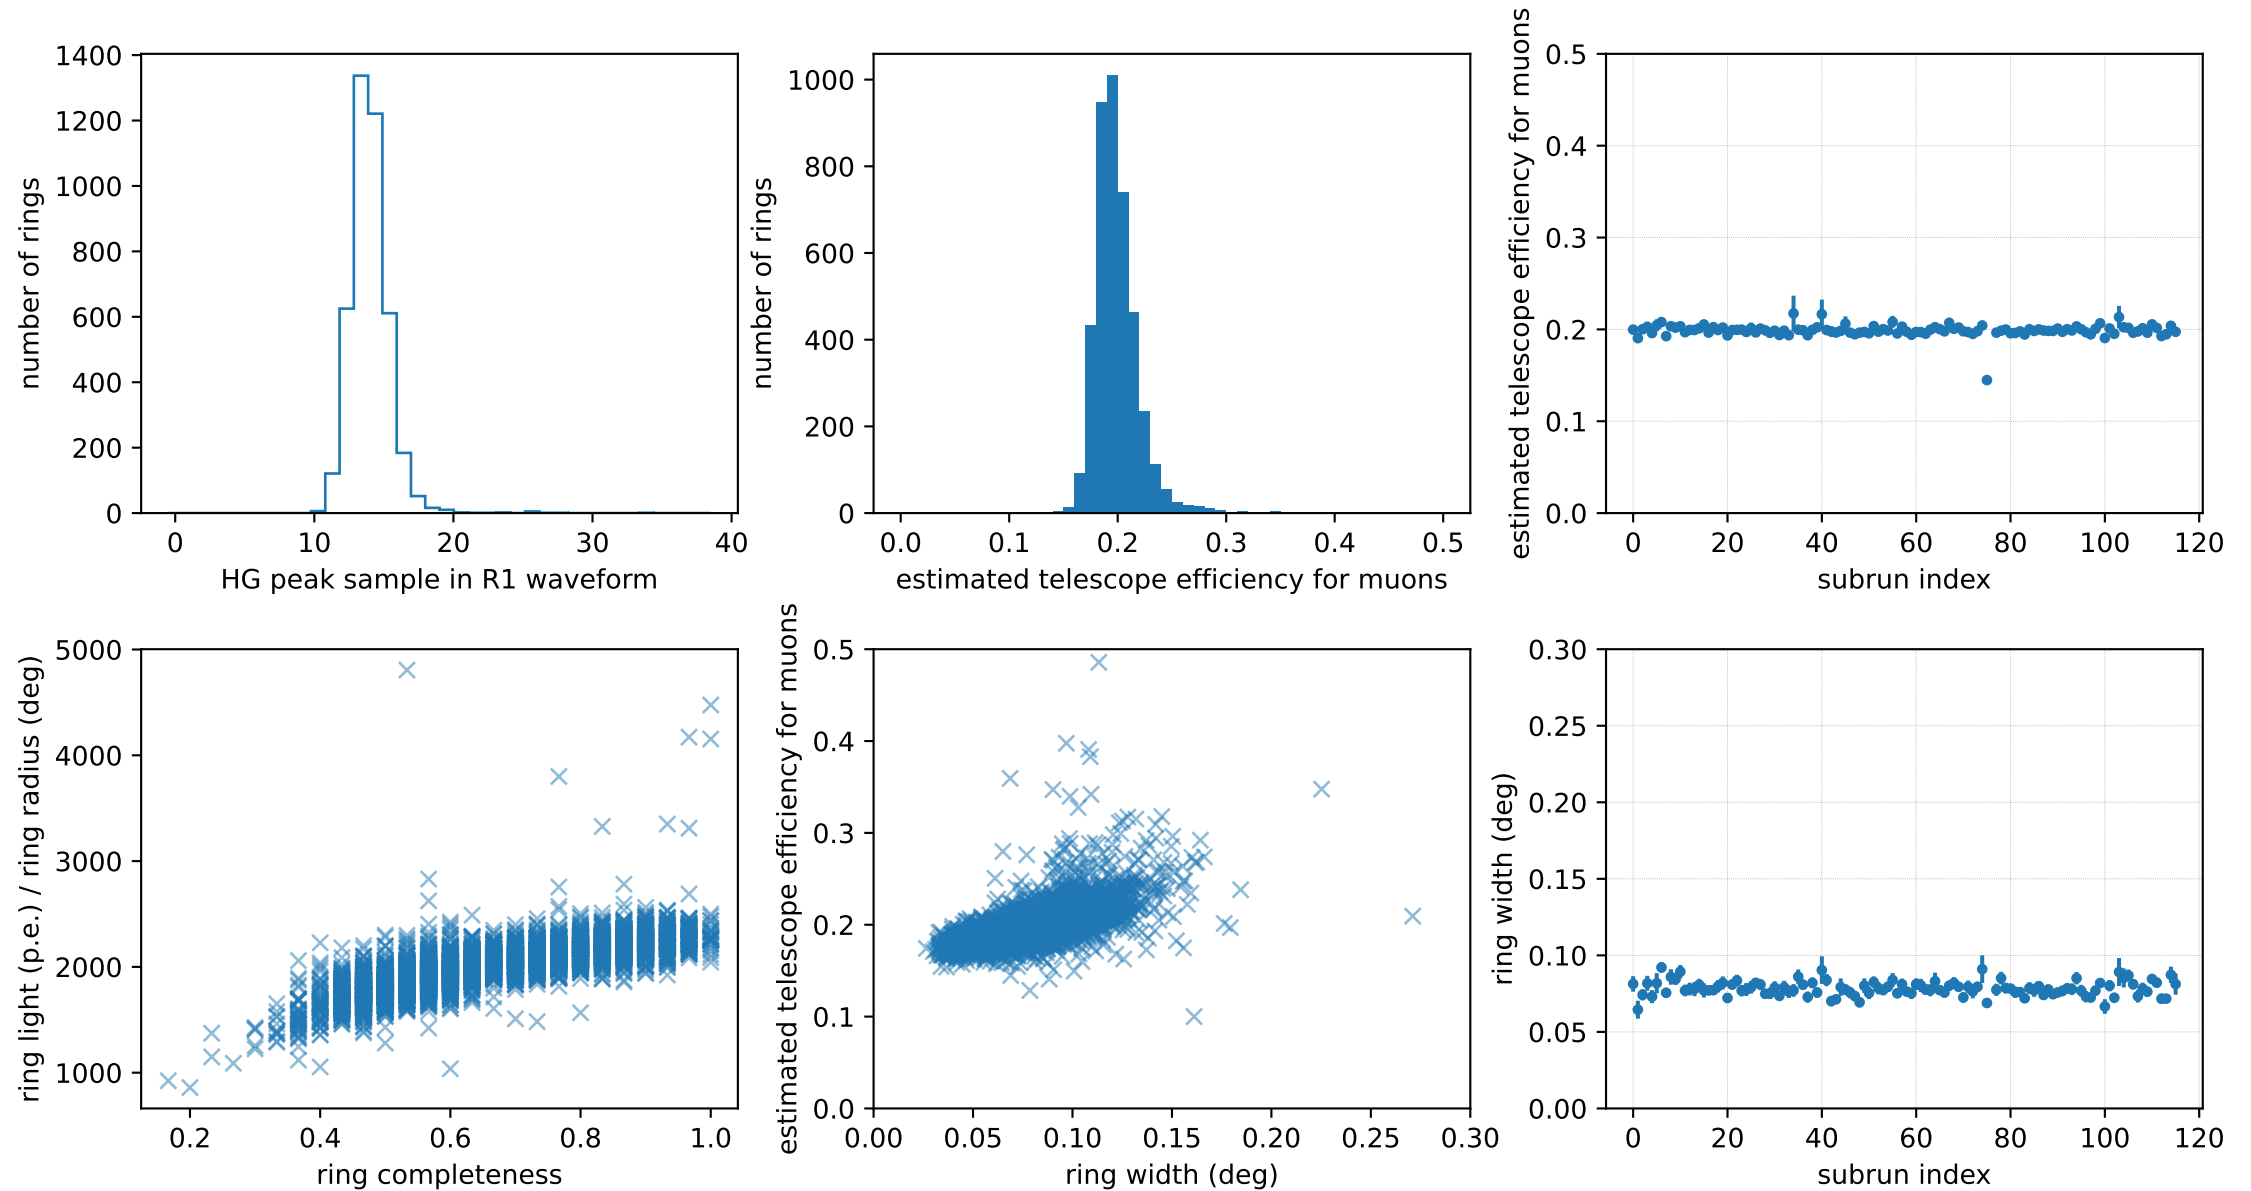 1400
1200
1000
800
600
400
200
0
number of rings
0 10 20 30 40
HG peak sample in R1 waveform
1000
800
600
400
200
0
number of rings
0.0 0.1 0.2 0.3 0.4 0.5
estimated telescope efficiency for muons
0.5
0.4
0.3
0.2
0.1
0.0
estimated telescope efficiency for muons
0 20 40 60 80 100 120
subrun index
5000
4000
3000
2000
1000
ring light (p.e.) / ring radius (deg)
0.2 0.4 0.6 0.8 1.0
ring completeness
0.5
0.4
0.3
0.2
0.1
0.0
estimated telescope efficiency for muons
0.00 0.05 0.10 0.15 0.20 0.25 0.30
ring width (deg)
0.30
0.25
0.20
0.15
0.10
0.05
0.00
ring width (deg)
0 20 40 60 80 100 120
subrun index